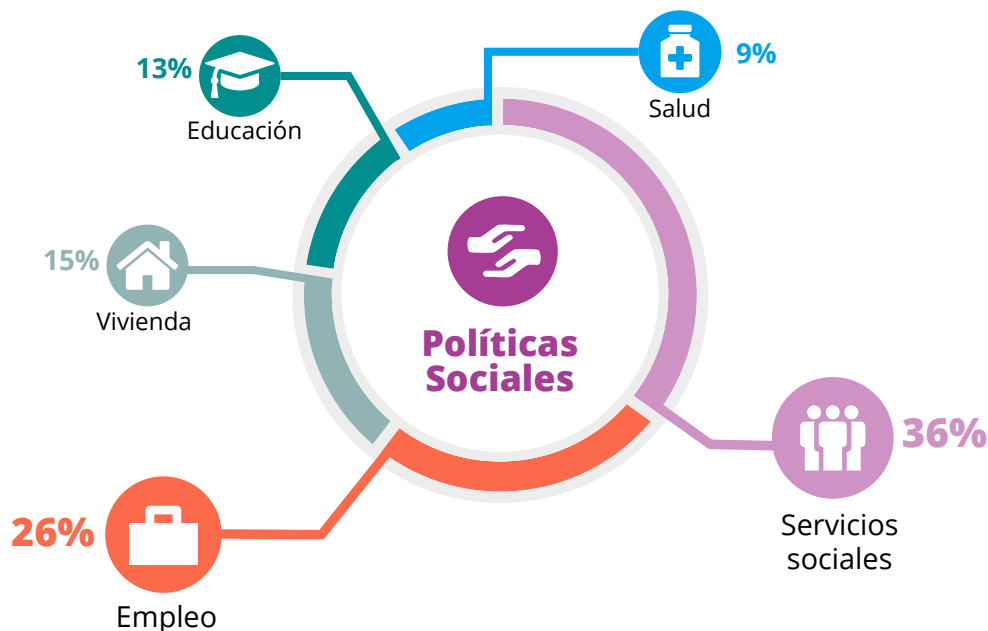 9%
Salud
13%
Educación
15%
Vivienda
Políticas
Sociales
36%
Servicios
sociales
26%
Empleo